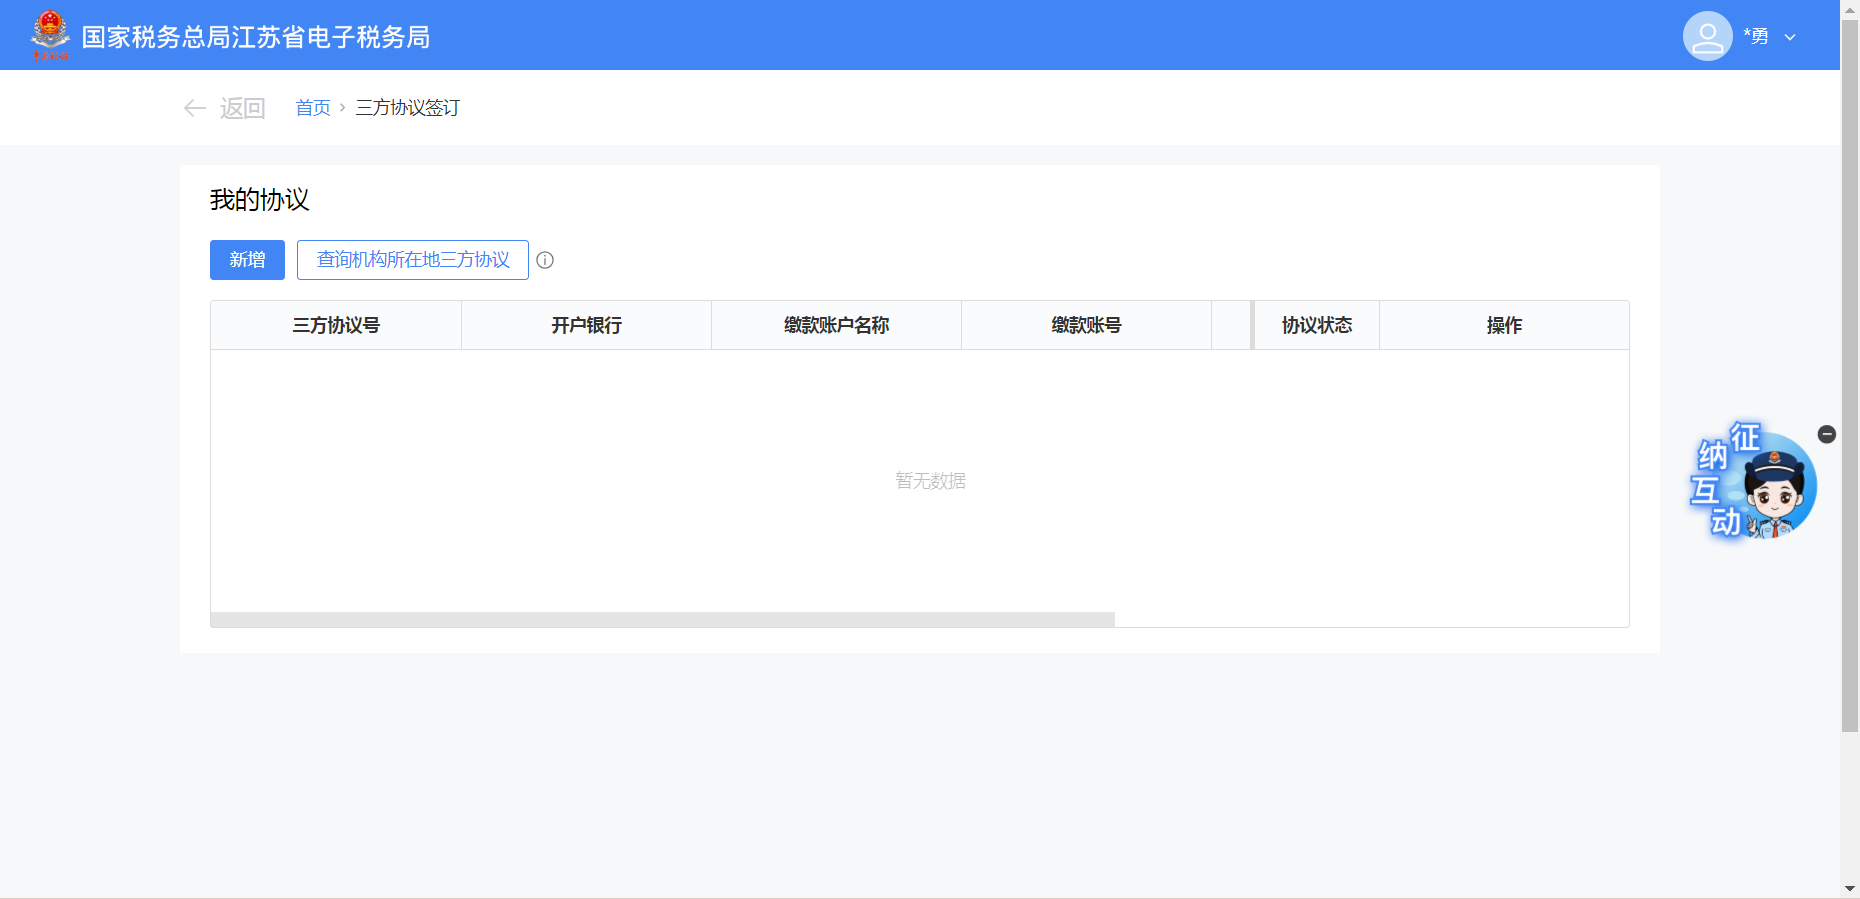 国家税务总局江苏省电子税务局
*勇
返回 首页 > 三方协议签订
我的协议
新增 查询机构所在地三方协议
三方协议号 开户银行 缴款账户名称 缴款账号 协议状态 操作
暂无数据
征纳互动